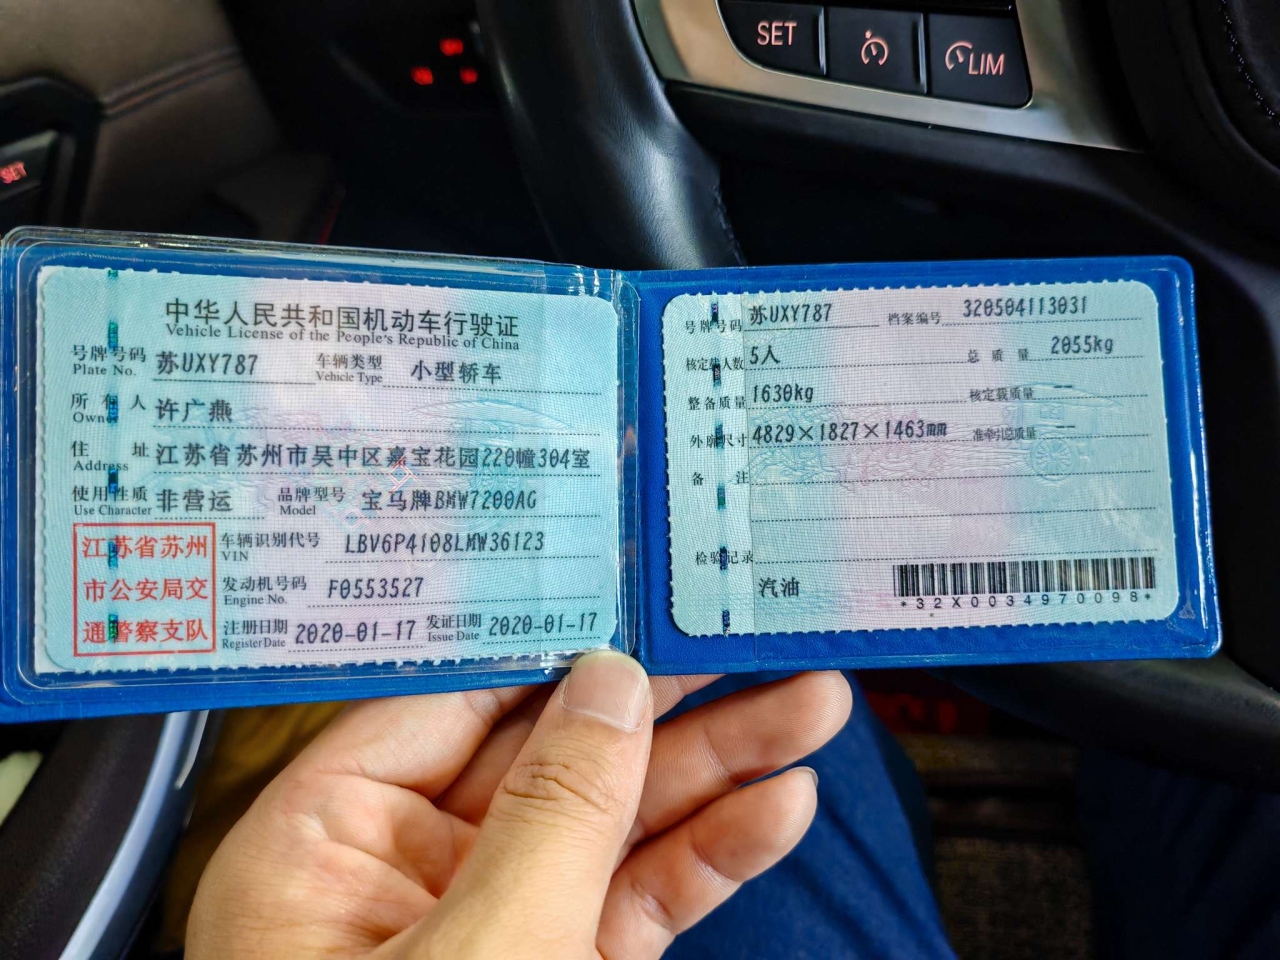 SET
LIM
SET
中华人民共和国机动车行驶证
Vehicle License of the People's Republic of China
号牌号码 苏UXY787 车辆类型 小型轿车
Plate No. Vehicle Type
所有人 许广燕
Owner
住址 江苏省苏州市吴中区嘉宝花园220幢304室
Address
使用性质 非营运 品牌型号 宝马牌BMW7200AG
Use Character Model
江苏省苏州
市公安局交
通警察支队
车辆识别代号 LBV6P4108LMW36123
VIN
发动机号码 F0553527
Engine No.
注册日期 2020-01-17 发证日期 2020-01-17
Register Date Issue Date
号牌号码 苏UXY787 档案编号 320504113031
核定载人数 5人 总质量 2055kg
整备质量 1630kg 核定载质量 --
外廓尺寸 4829×1827×1463mm 准牵引总质量 --
备注
检验记录
汽油
*32X0034970098*